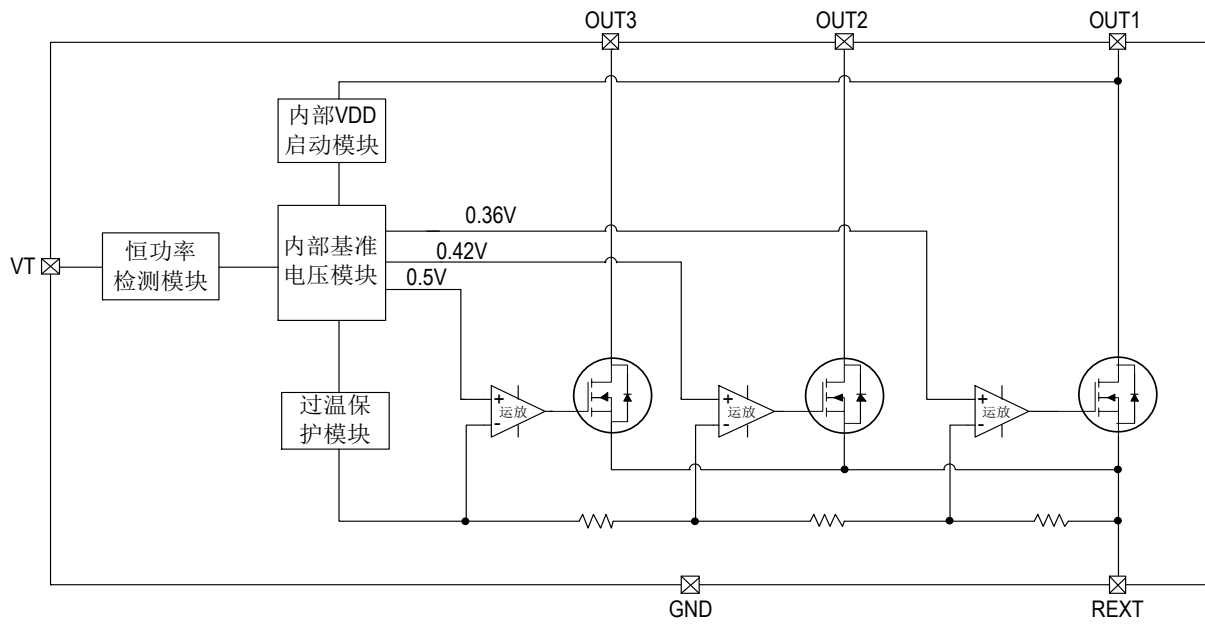 OUT3
OUT2
OUT1
内部VDD
启动模块
0.36V
恒功率
检测模块
内部基准
电压模块
0.42V
VT
0.5V
过温保
护模块
+
运放
-
+
运放
-
+
运放
-
GND
REXT